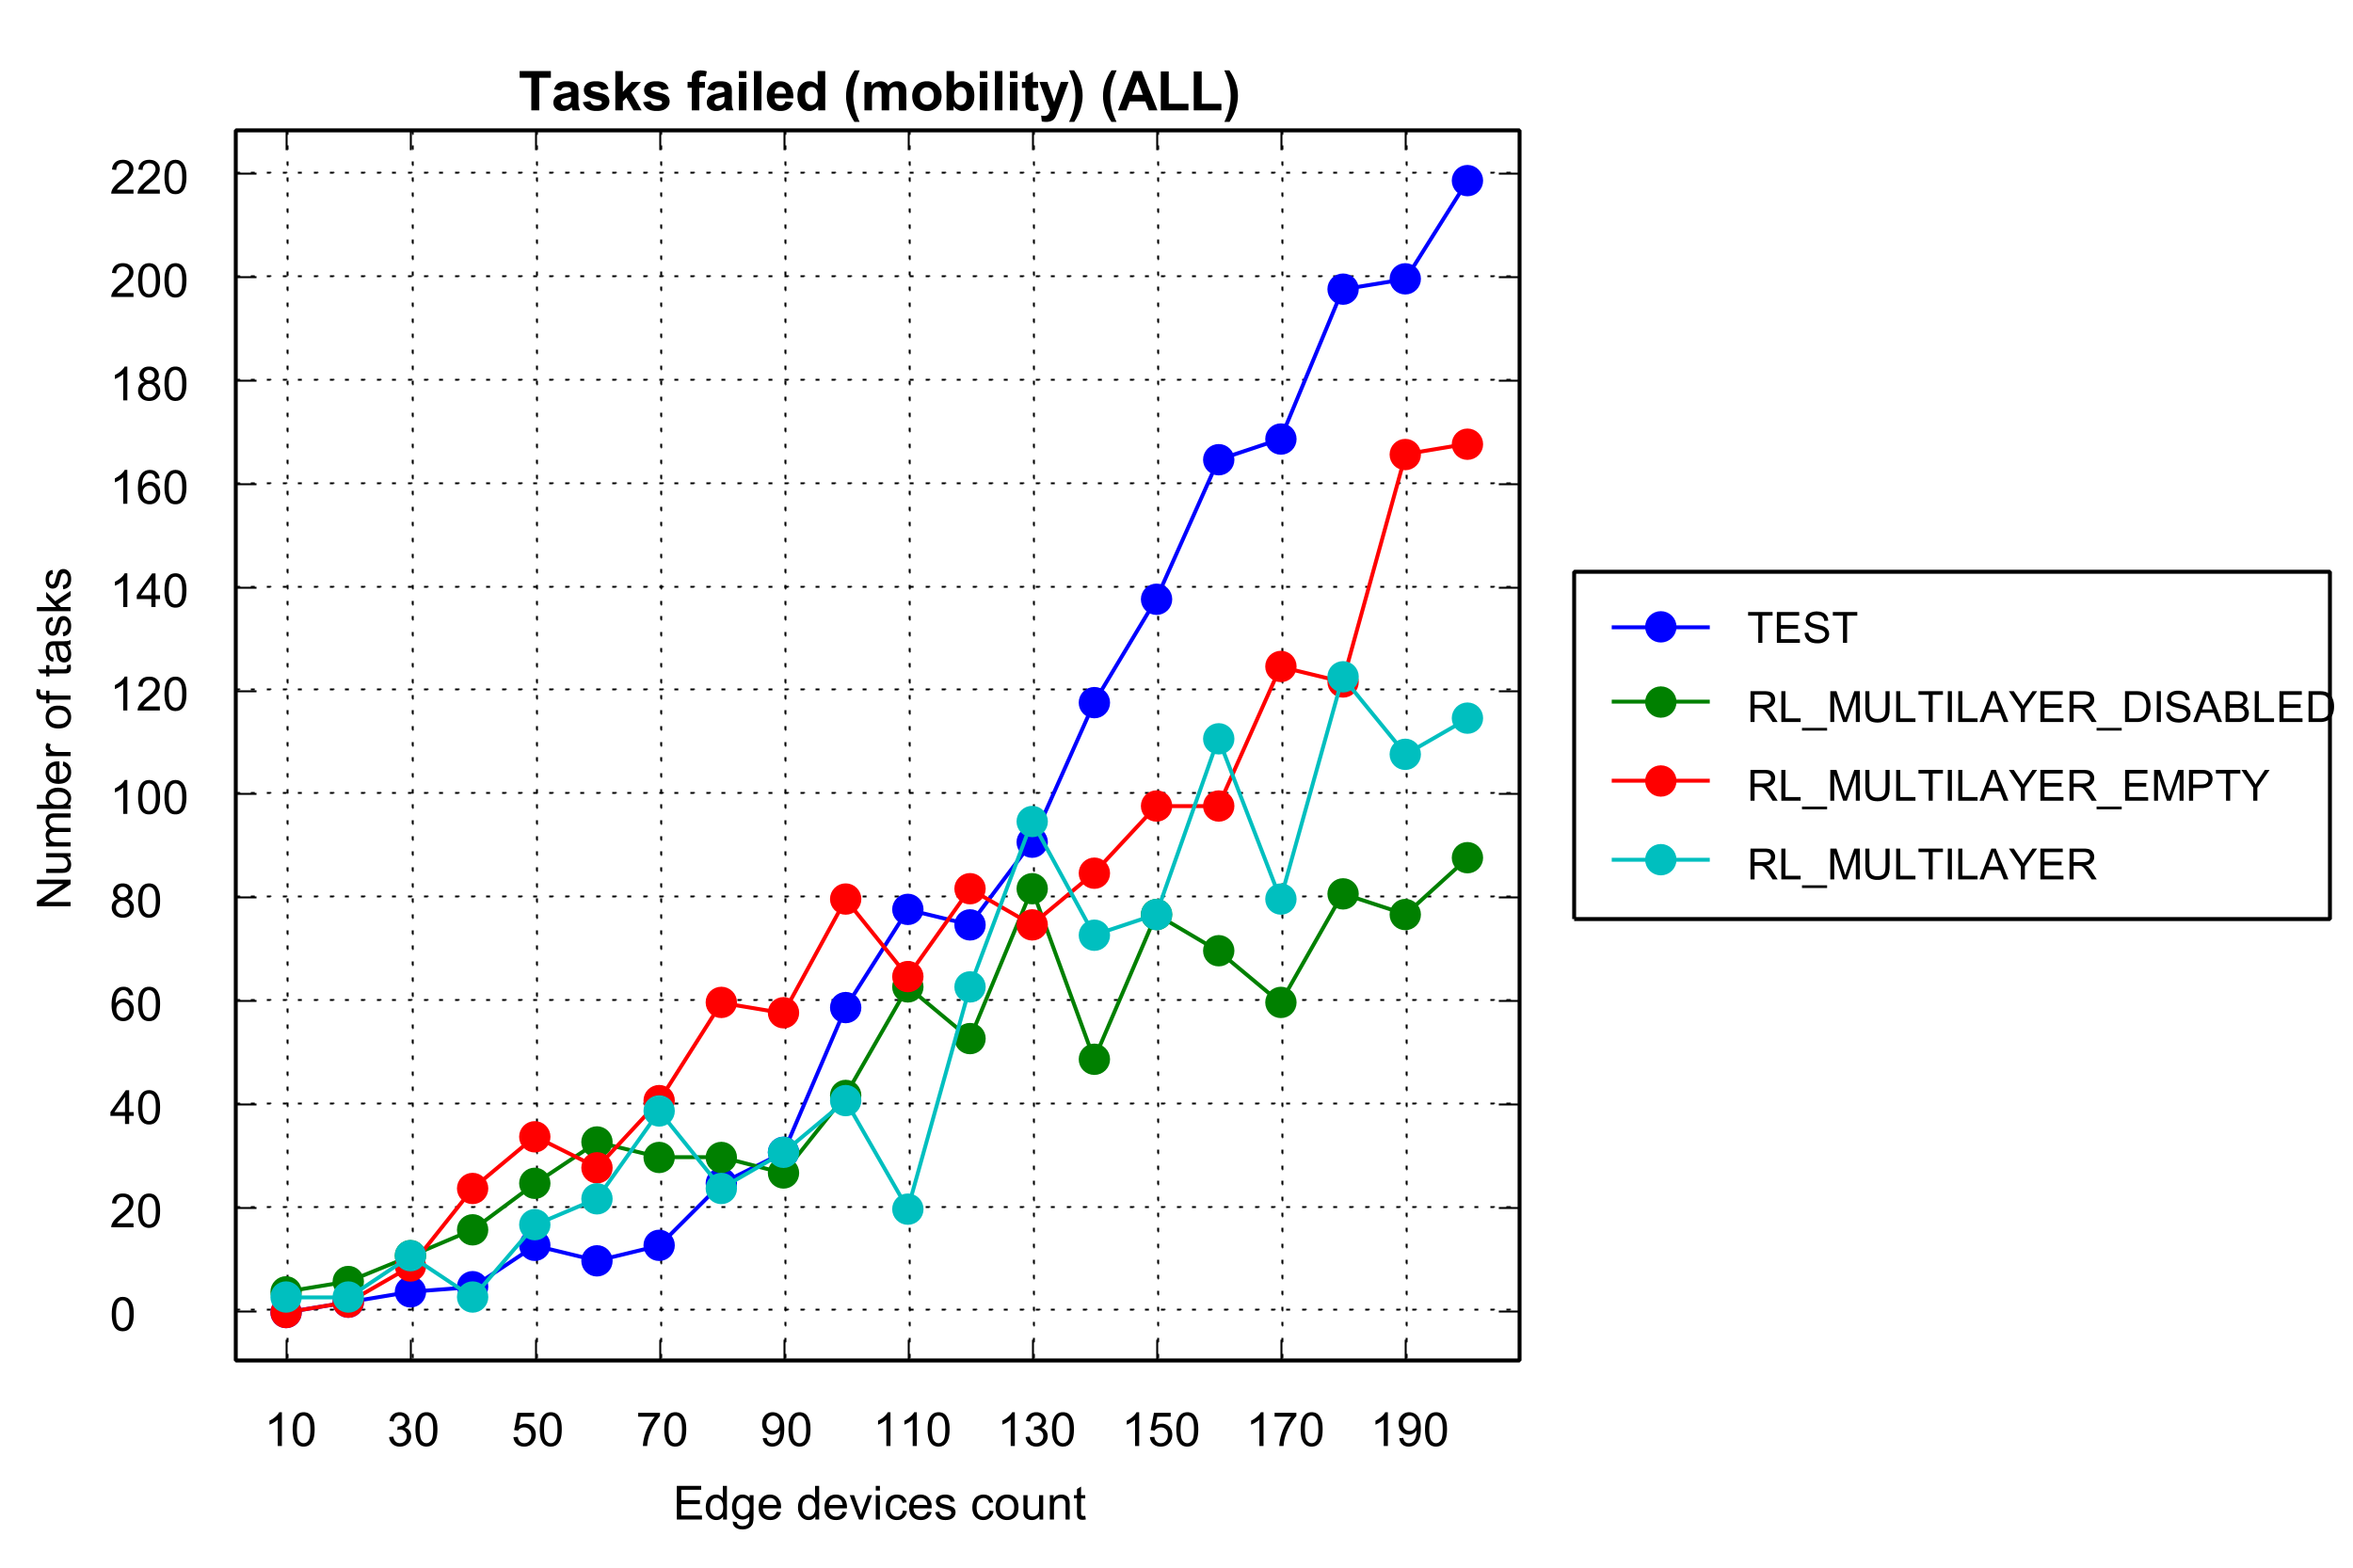 Tasks failed (mobility) (ALL)
220
200
180
160
140
120
100
80
60
40
20
0
Number of tasks
10 30 50 70 90 110 130 150 170 190
Edge devices count
TEST
RL_MULTILAYER_DISABLED
RL_MULTILAYER_EMPTY
RL_MULTILAYER